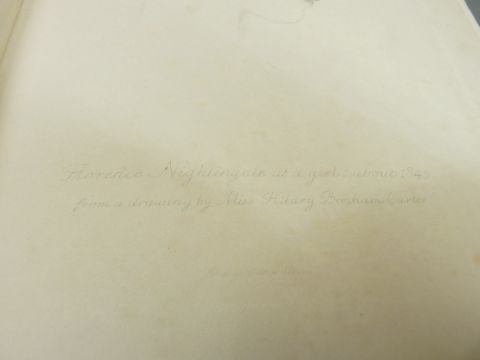 Florence Nightingale as a girl: about 1845
from a drawing by Miss Hilary Bonham Carter